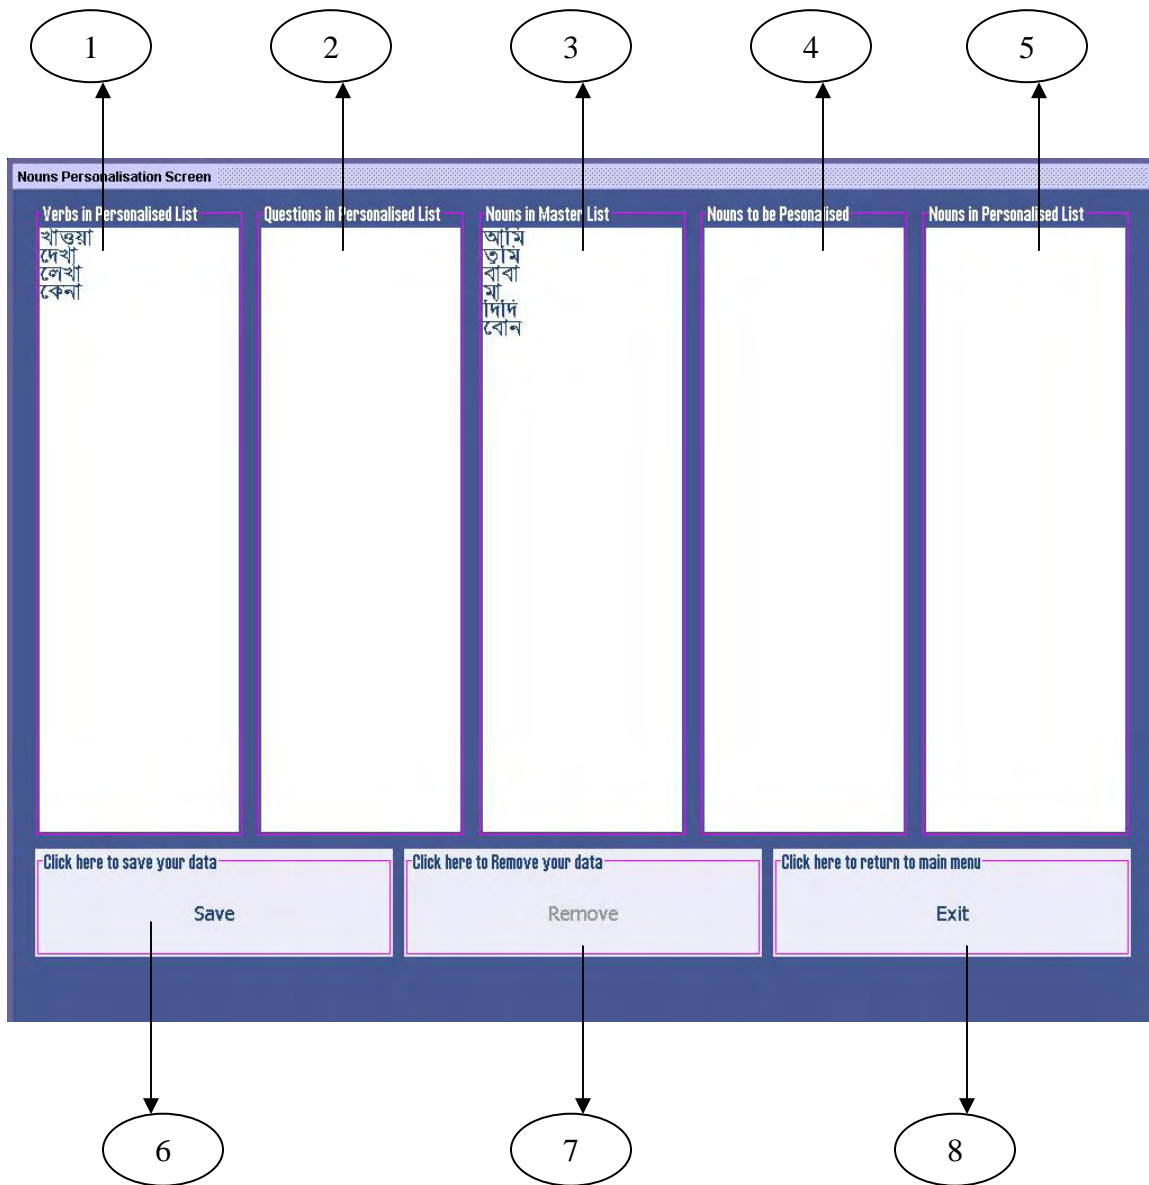 1 2 3 4 5
Nouns Personalisation Screen
Verbs in Personalised List Questions in Personalised List Nouns in Master List Nouns to be Pesonalised Nouns in Personalised List
খাওয়া
দেখা
লেখা
কেনা
আমি
তুমি
বাবা
মা
দিদি
বোন
Click here to save your data Click here to Remove your data Click here to return to main menu
Save Remove Exit
6 7 8